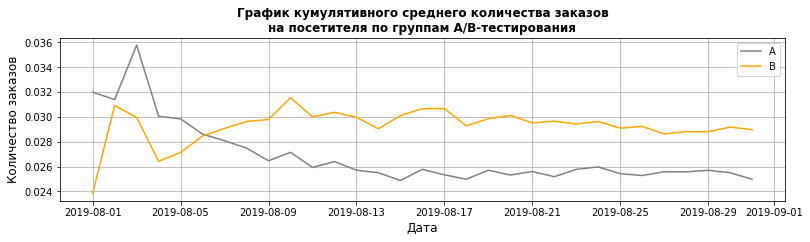 График кумулятивного среднего количества заказов
на посетителя по группам A/B-тестирования
A
B
Количество заказов
0.036
0.034
0.032
0.030
0.028
0.026
0.024
2019-08-01 2019-08-05 2019-08-09 2019-08-13 2019-08-17 2019-08-21 2019-08-25 2019-08-29 2019-09-01
Дата